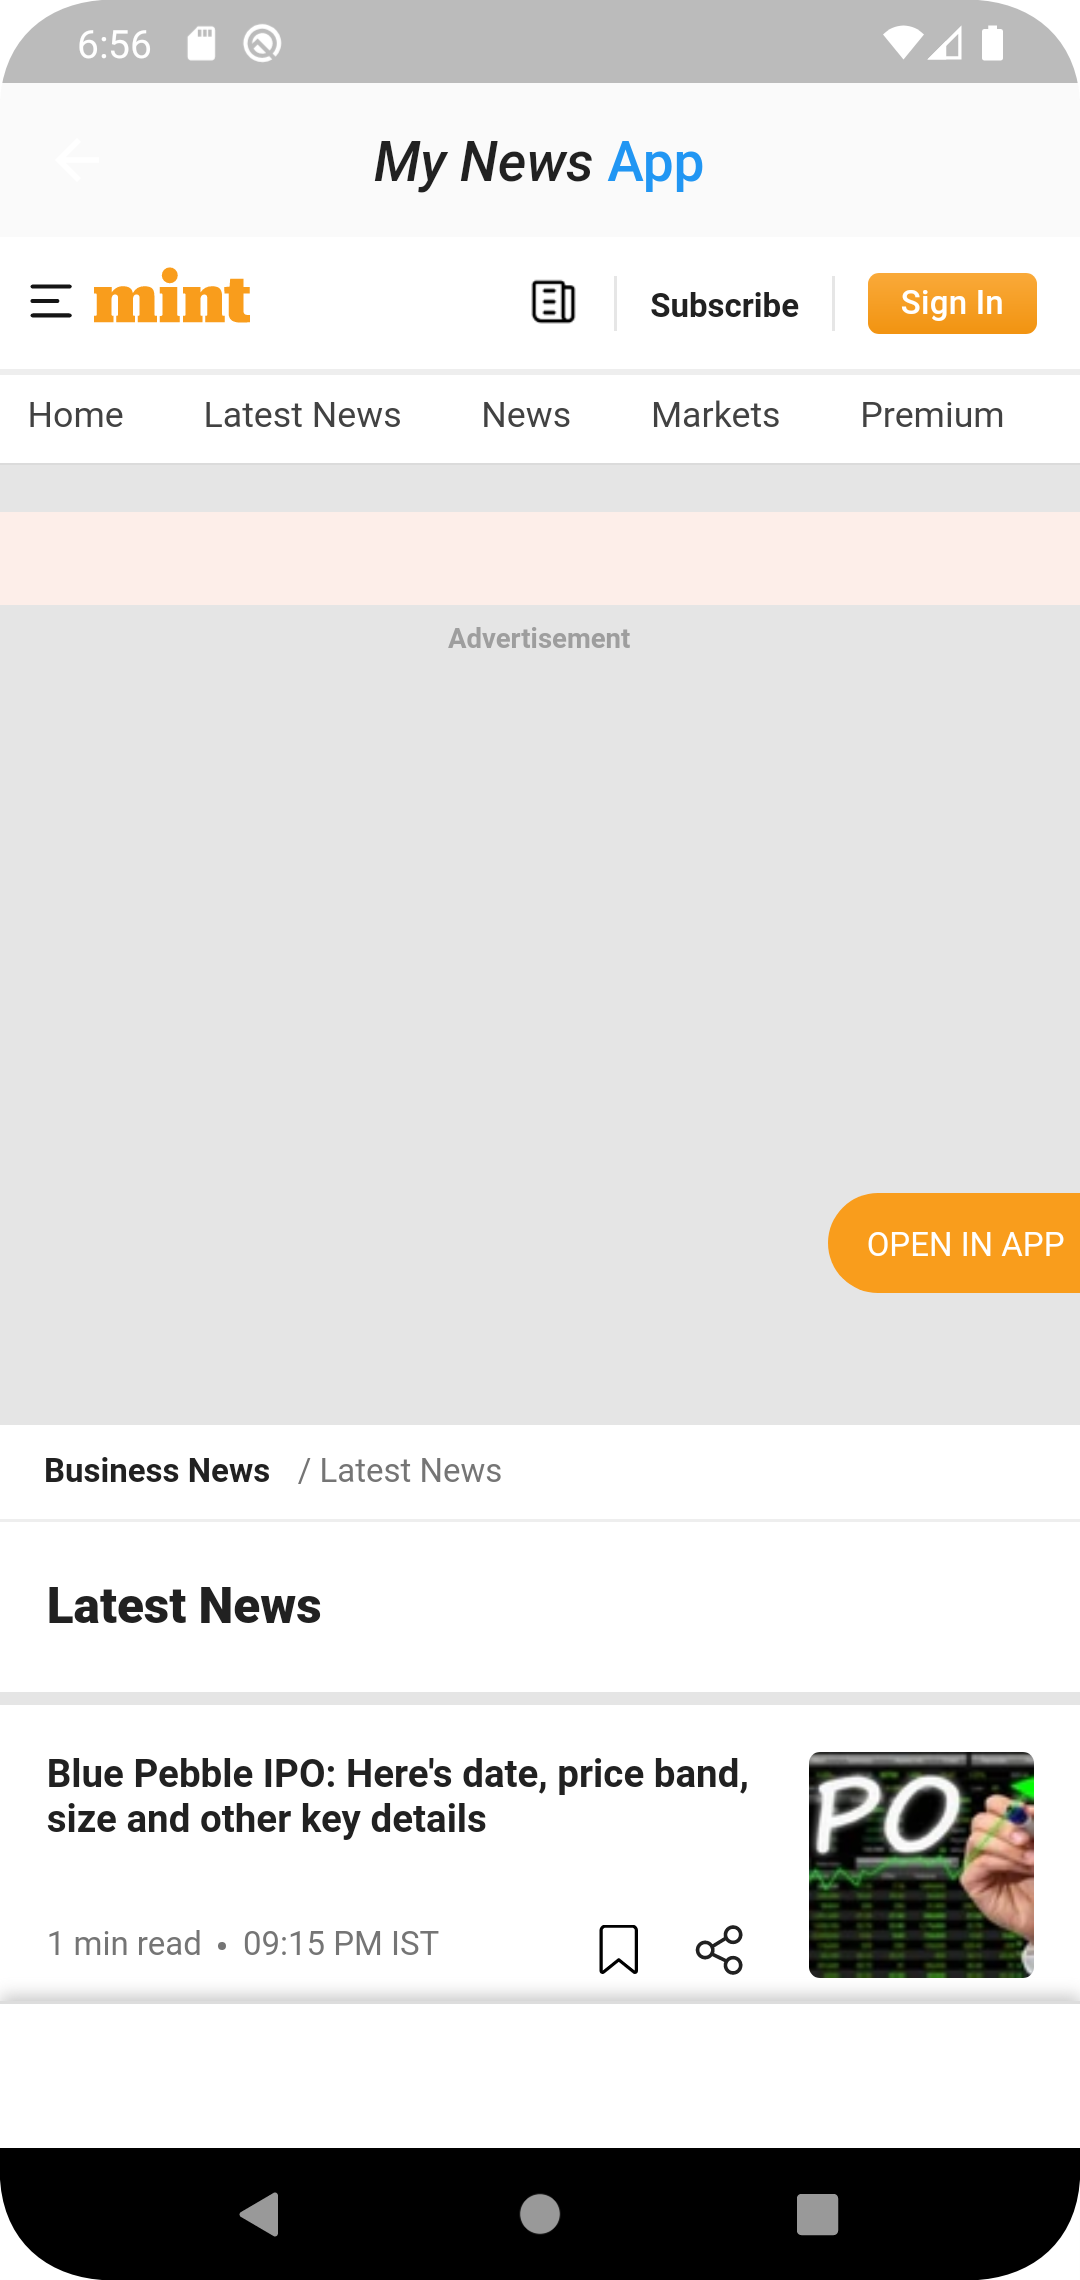 6:56
My News App
mint
Subscribe
Sign In
Home Latest News News Markets Premium
Advertisement
OPEN IN APP
Business News / Latest News
Latest News
Blue Pebble IPO: Here's date, price band,
size and other key details
PO
1 min read • 09:15 PM IST